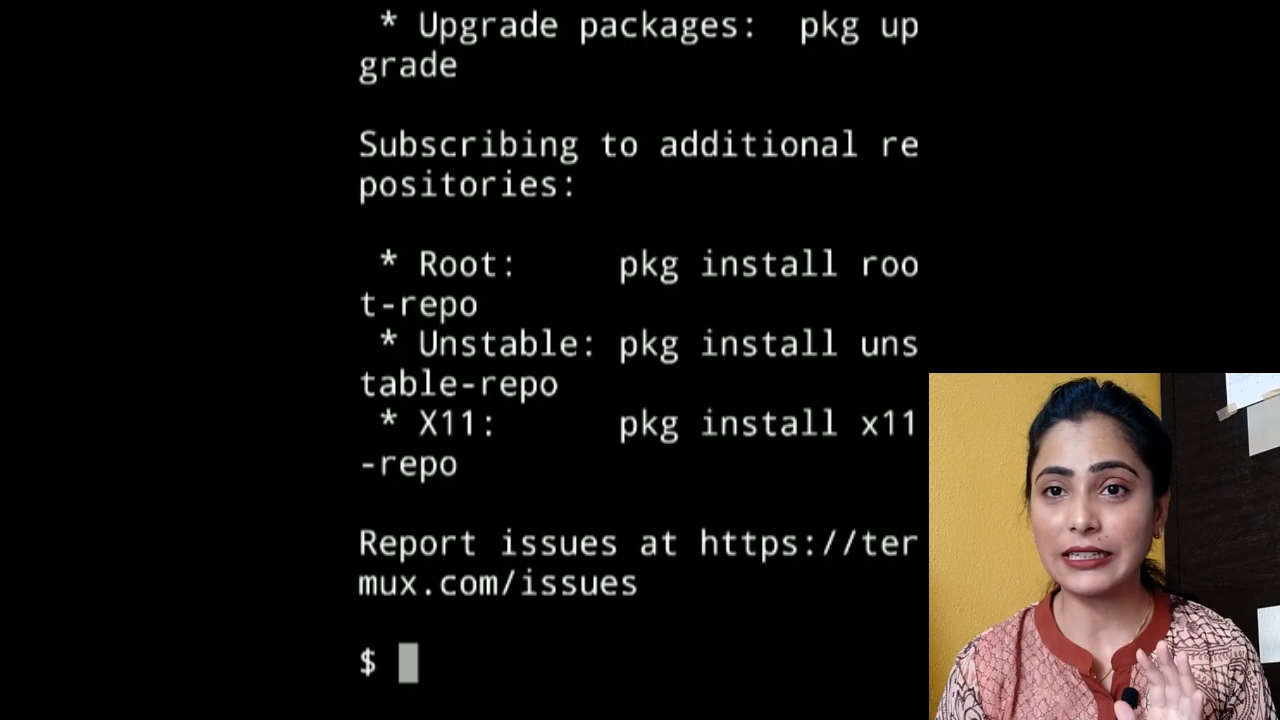 * Upgrade packages:  pkg up
grade
Subscribing to additional re
positories:
* Root:     pkg install roo
t-repo
* Unstable: pkg install uns
table-repo
* X11:      pkg install x11
-repo
Report issues at https://ter
mux.com/issues
$